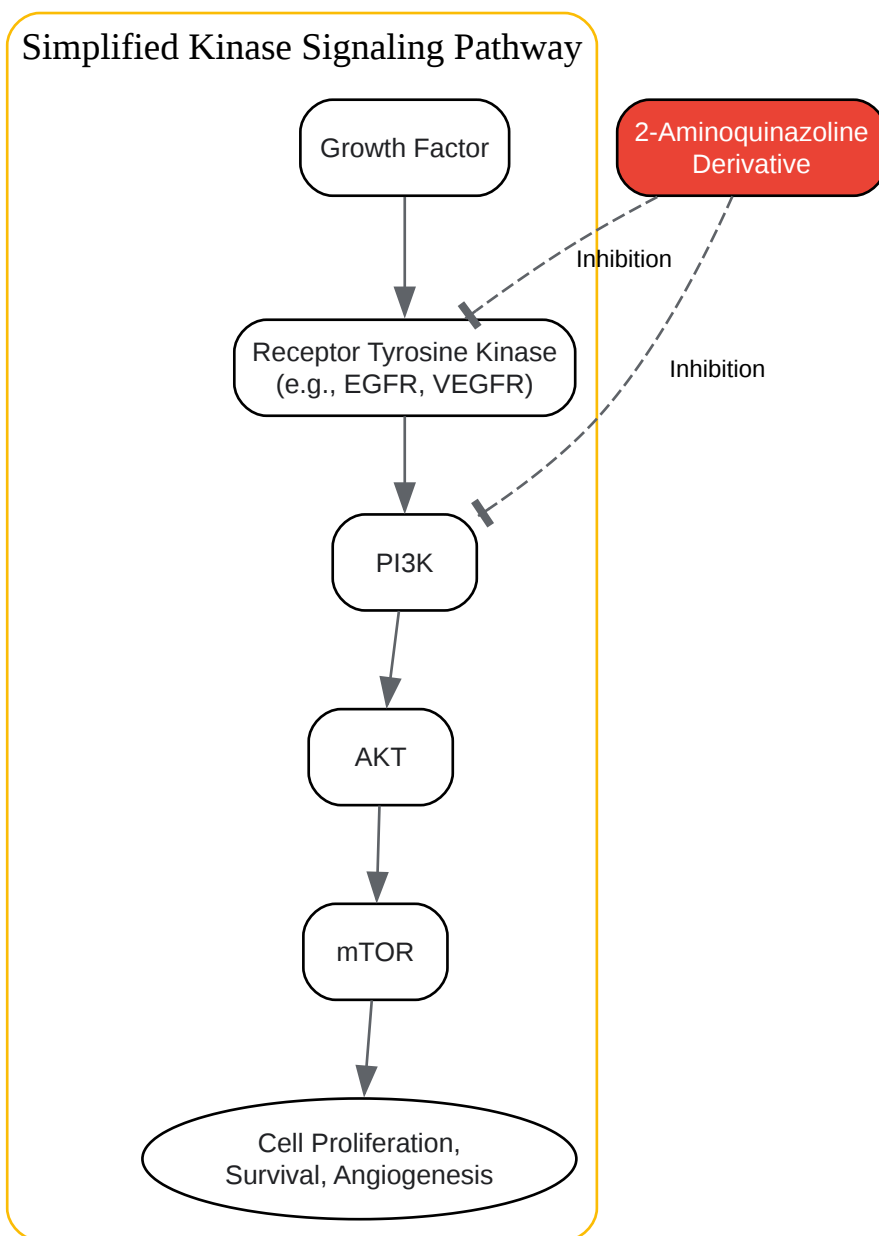 Simplified Kinase Signaling Pathway
Growth Factor
2-Aminoquinazoline
Derivative
Inhibition
Receptor Tyrosine Kinase
(e.g., EGFR, VEGFR)
Inhibition
PI3K
AKT
mTOR
Cell Proliferation,
Survival, Angiogenesis